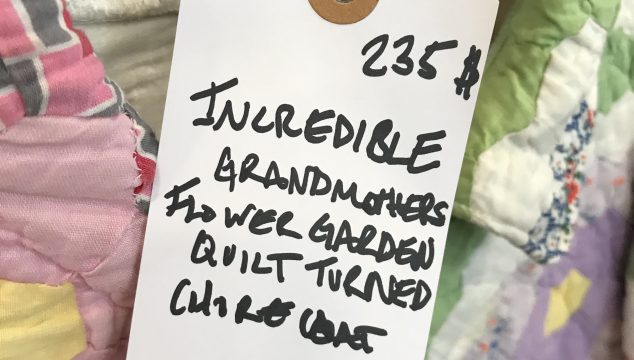 235 $
INCREDIBLE
GRANDMOTHERS
FLOWER GARDEN
QUILT TURNED
CHORE COAT